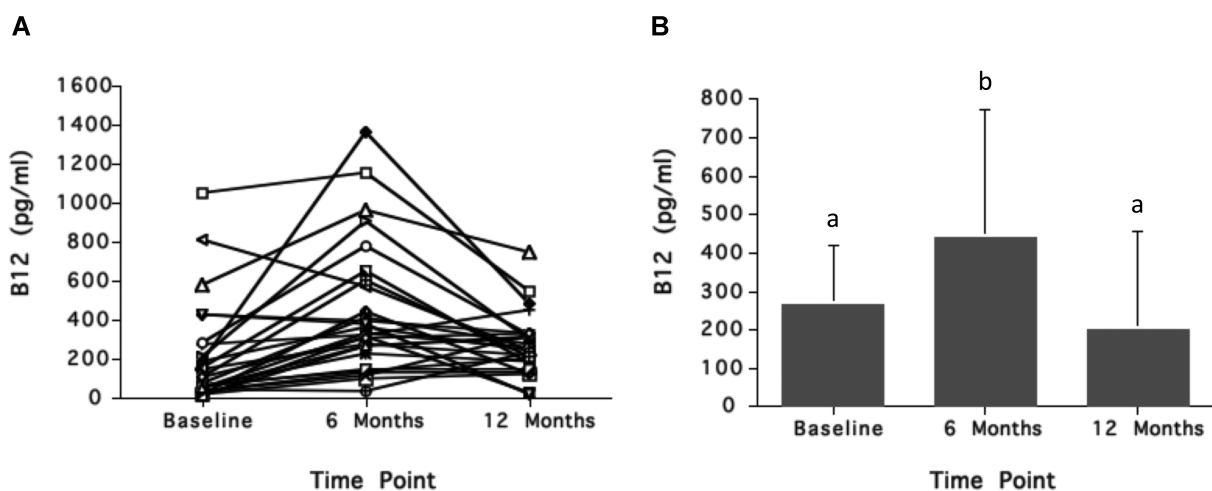 A
B12 (pg/ml)
1600
1400
1200
1000
800
600
400
200
0
Baseline 6 Months 12 Months
Time Point
B
B12 (pg/ml)
800
700
600
500
400
300
200
100
0
a
b
a
Baseline 6 Months 12 Months
Time Point